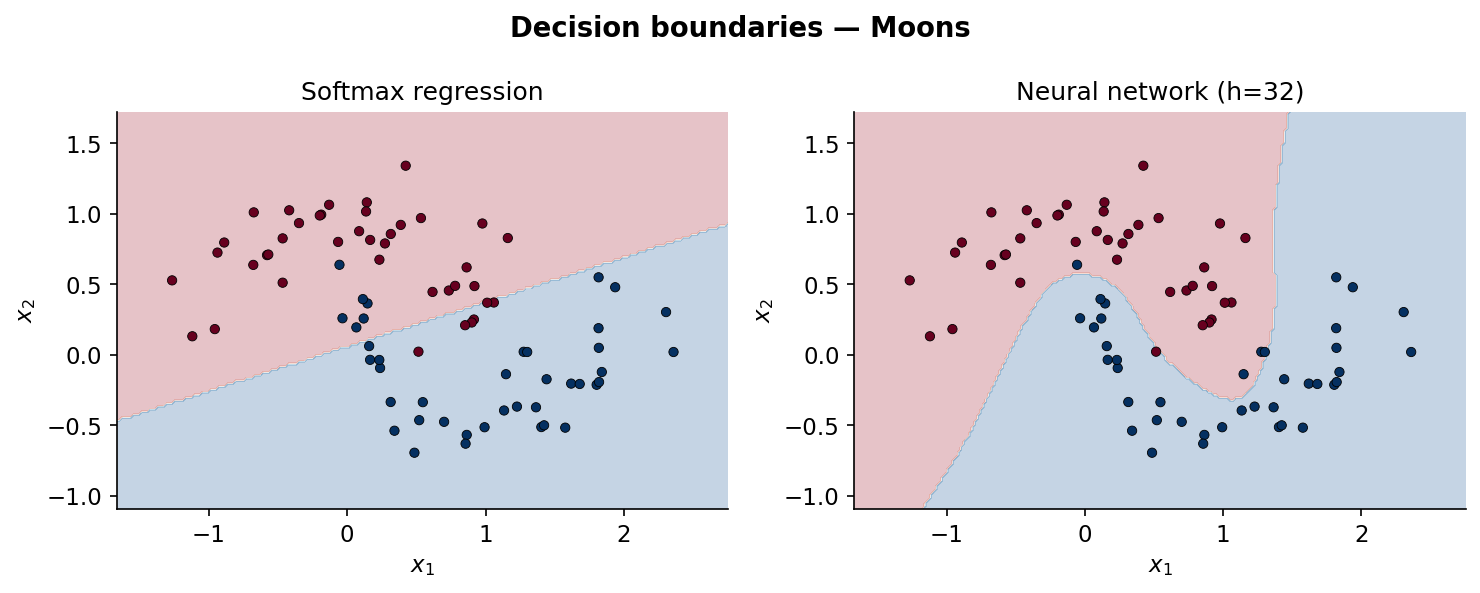 Decision boundaries — Moons
Softmax regression
Neural network (h=32)
1.5
1.0
0.5
0.0
−0.5
−1.0
x₂
−1
0
1
2
x₁
1.5
1.0
0.5
0.0
−0.5
−1.0
x₂
−1
0
1
2
x₁